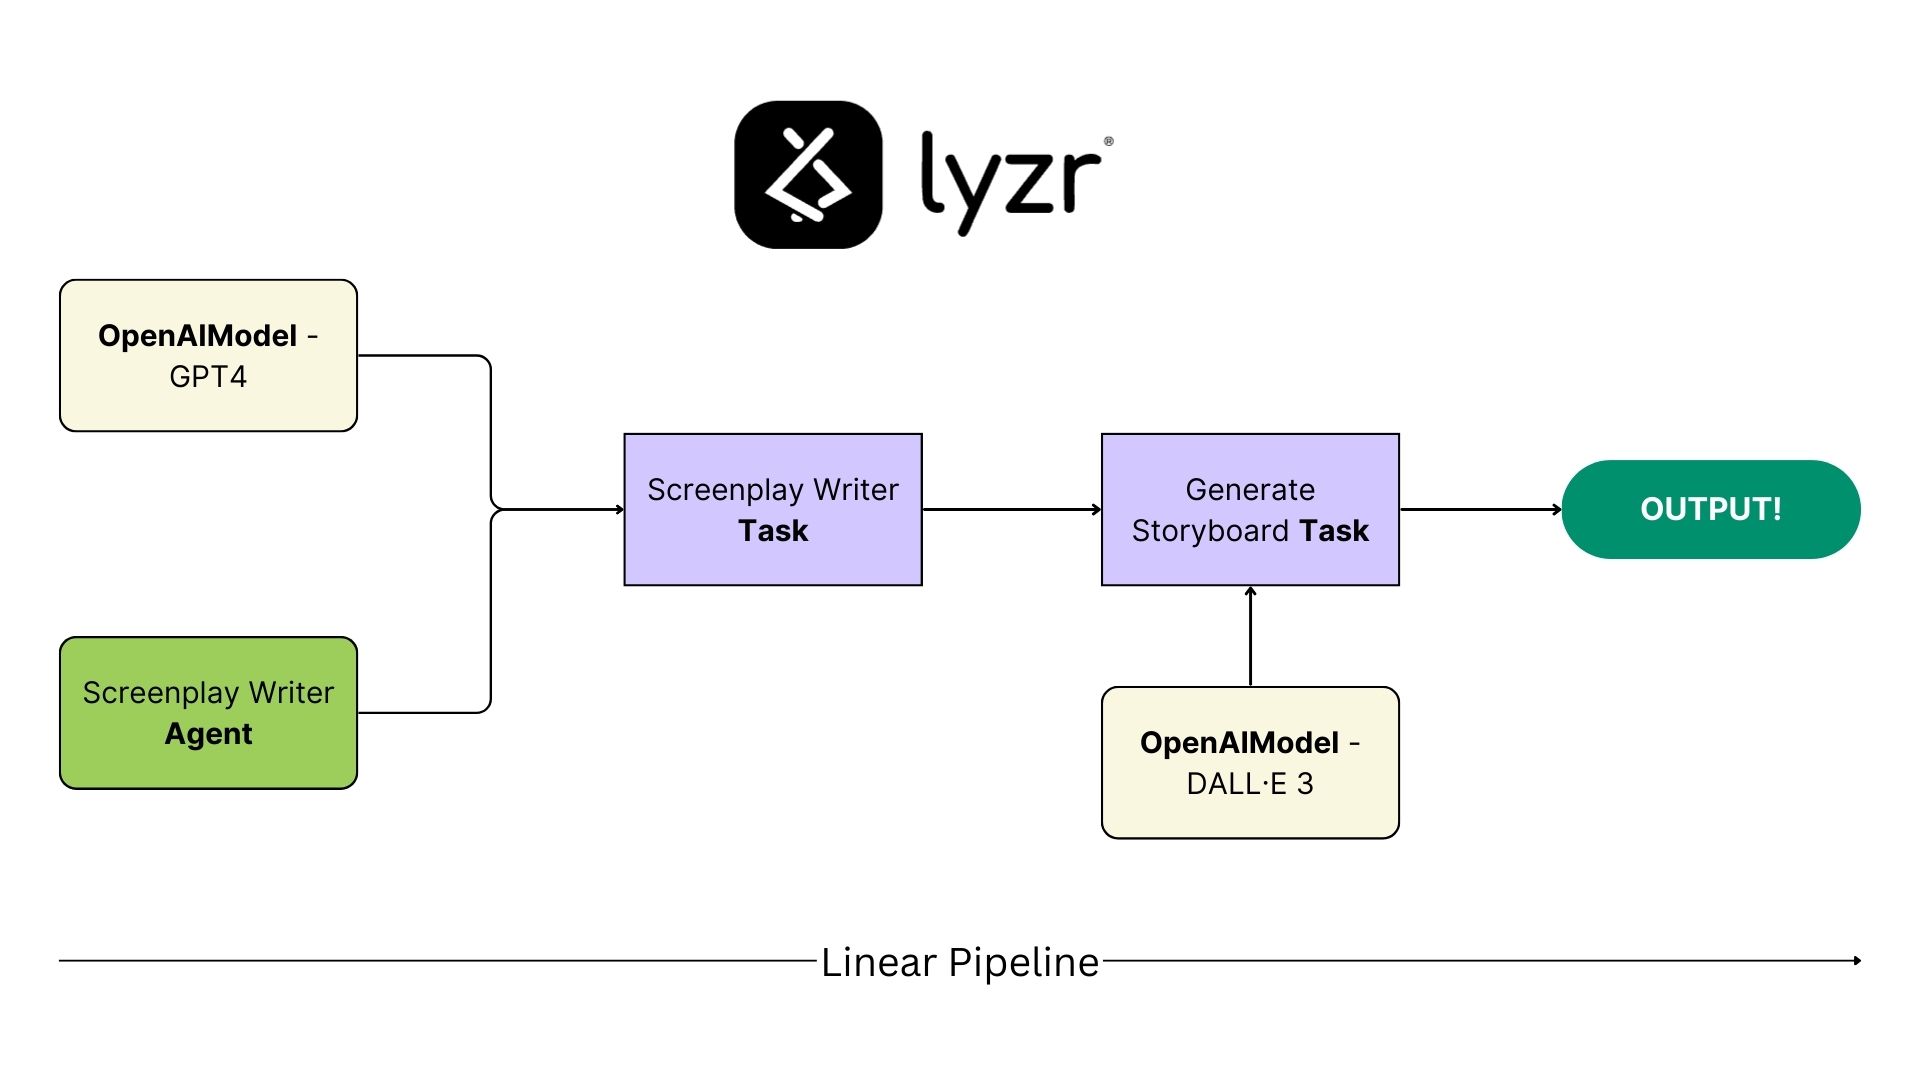 lyzr®
OpenAIModel -
GPT4
Screenplay Writer
Task
Generate
Storyboard Task
OUTPUT!
Screenplay Writer
Agent
OpenAIModel -
DALL·E 3
Linear Pipeline